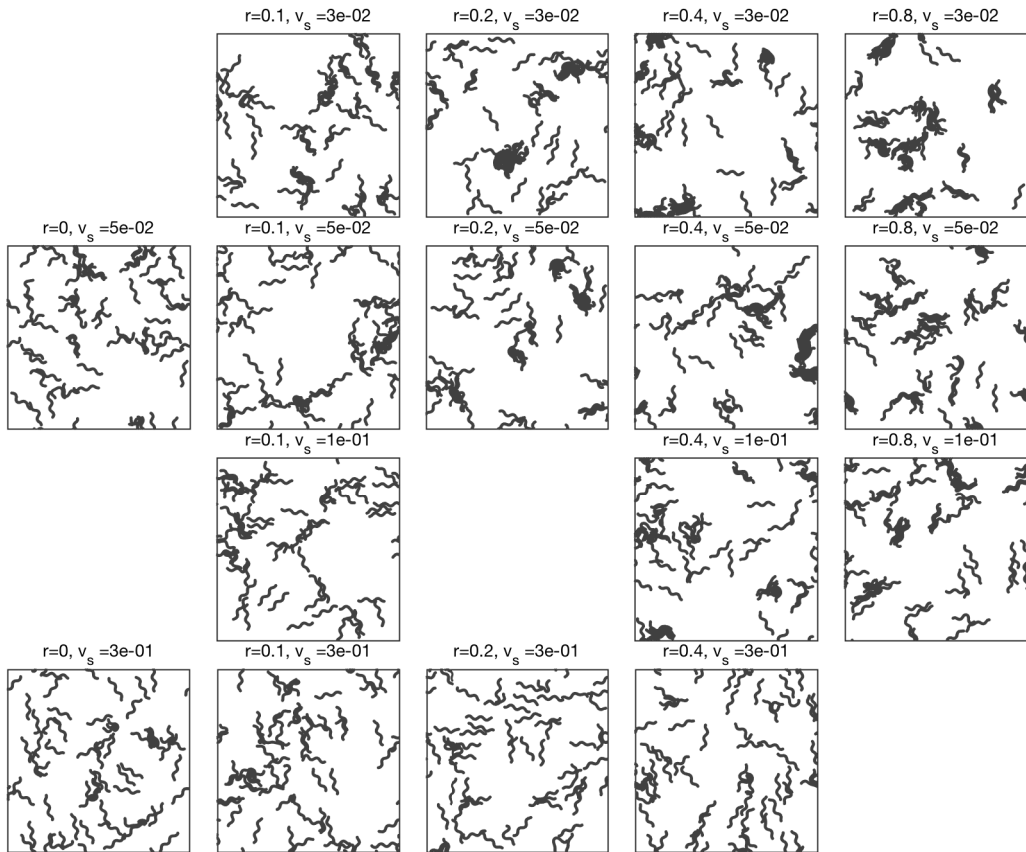 r=0.1, v_s =3e-02
r=0.2, v_s =3e-02
r=0.4, v_s =3e-02
r=0.8, v_s =3e-02
r=0, v_s =5e-02
r=0.1, v_s =5e-02
r=0.2, v_s =5e-02
r=0.4, v_s =5e-02
r=0.8, v_s =5e-02
r=0.1, v_s =1e-01
r=0.4, v_s =1e-01
r=0.8, v_s =1e-01
r=0, v_s =3e-01
r=0.1, v_s =3e-01
r=0.2, v_s =3e-01
r=0.4, v_s =3e-01